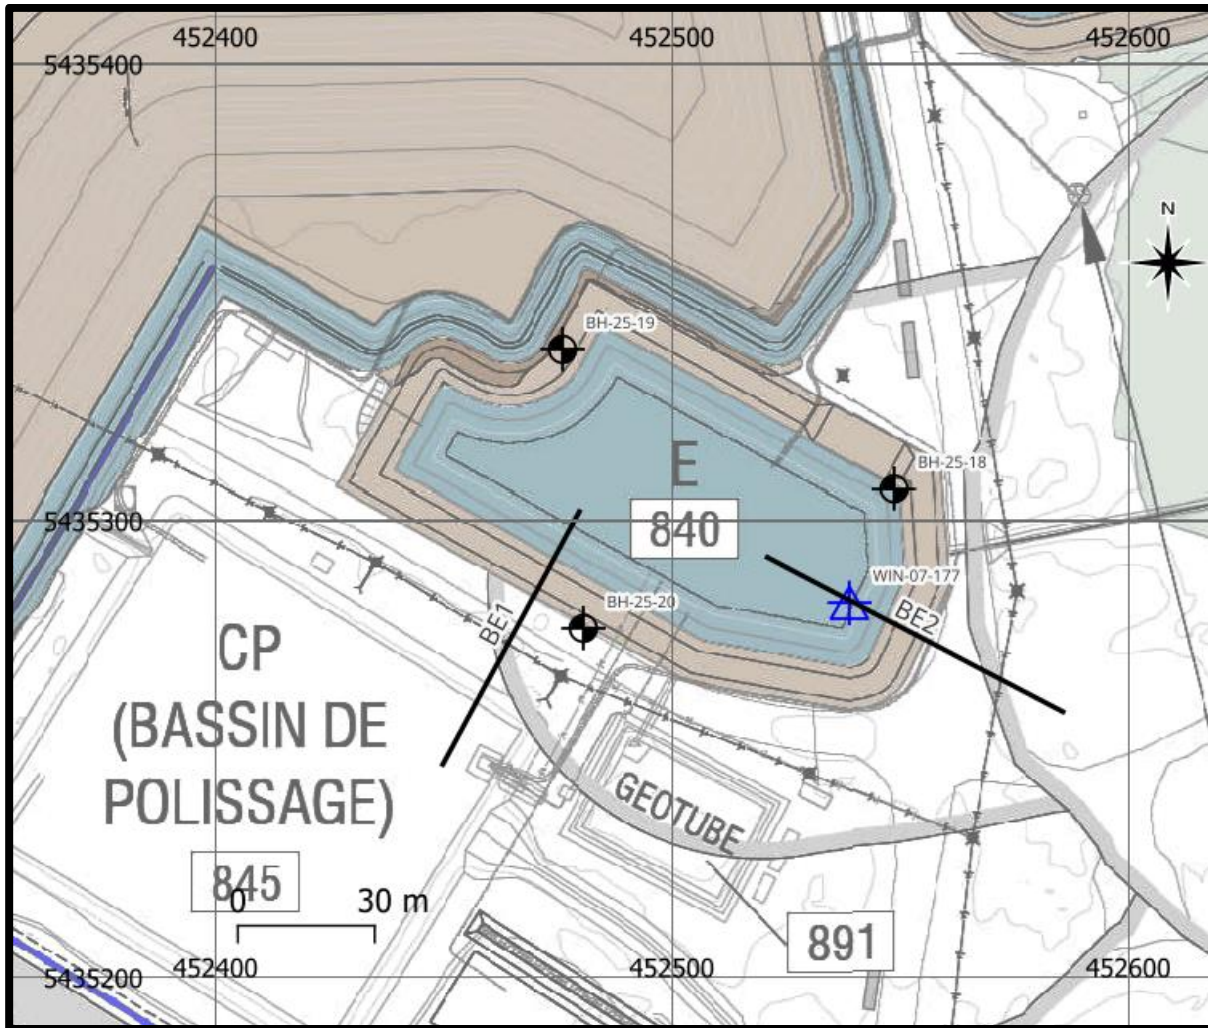 452400
452500
452600
5435400
N
BH-25-19
BH-25-18
E
5435300
840
WIN-07-177
BE1
BH-25-20
BE2
CP
(BASSIN DE
POLISSAGE)
GEOTUBE
845
0
30 m
891
5435200
452400
452500
452600